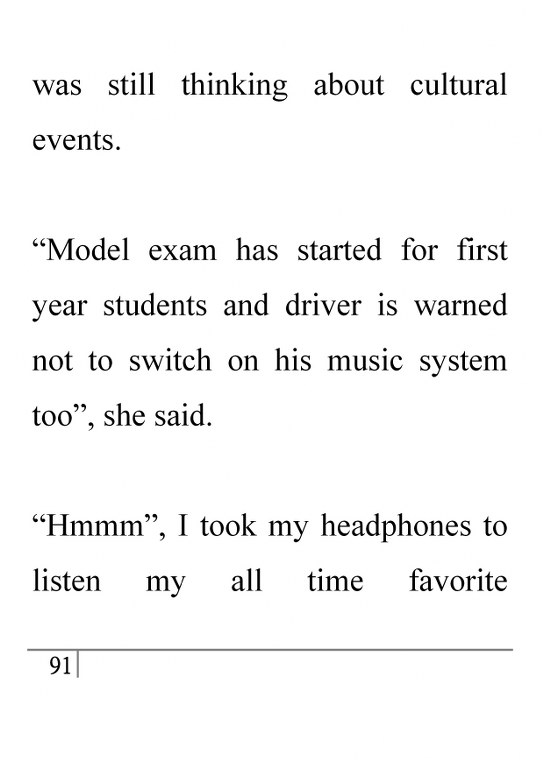 was still thinking about cultural
events.
“Model exam has started for first
year students and driver is warned
not to switch on his music system
too”, she said.
“Hmmm”, I took my headphones to
listen my all time favorite
91